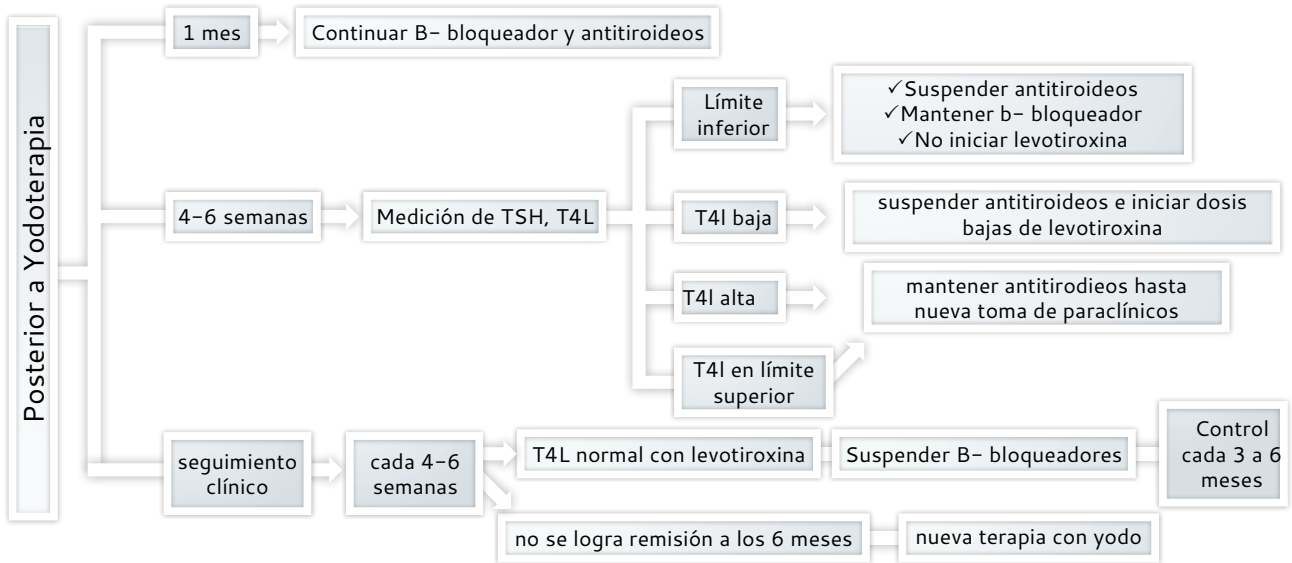 Posterior a Yodoterapia
1 mes
Continuar B- bloqueador y antitiroideos
4-6 semanas
Medición de TSH, T4L
Límite
inferior
✓Suspender antitiroideos
✓Mantener b- bloqueador
✓No iniciar levotiroxina
T4l baja
suspender antitiroideos e iniciar dosis
bajas de levotiroxina
T4l alta
mantener antitirodieos hasta
nueva toma de paraclínicos
T4l en límite
superior
seguimiento
clínico
cada 4-6
semanas
T4L normal con levotiroxina
Suspender B- bloqueadores
Control
cada 3 a 6
meses
no se logra remisión a los 6 meses
nueva terapia con yodo